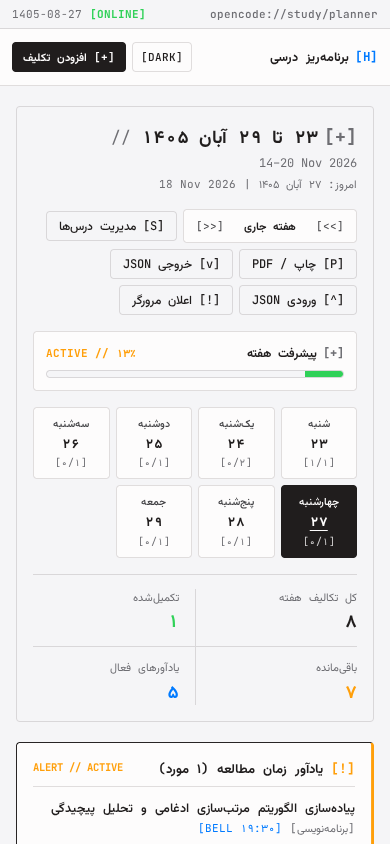 1405-08-27 [ONLINE] opencode://study/planner
[H] برنامه‌ریز درسی [DARK] [+] افزودن تکلیف
[+] ۲۳ تا ۲۹ آبان ۱۴۰۵ //
14–20 Nov 2026
امروز: ۲۷ آبان ۱۴۰۵ | 18 Nov 2026
[>>] هفته جاری [<<] [S] مدیریت درس‌ها
[P] چاپ / PDF [v] خروجی JSON
[^] ورودی JSON [!] اعلان مرورگر
[+] پیشرفت هفته ACTIVE // ۱۳٪
شنبه یک‌شنبه دوشنبه سه‌شنبه
۲۳ ۲۴ ۲۵ ۲۶
[۱/۱] [۰/۲] [۰/۱] [۰/۱]
چهارشنبه پنج‌شنبه جمعه
۲۷ ۲۸ ۲۹
[۰/۱] [۰/۱] [۰/۱]
کل تکالیف هفته تکمیل‌شده
۸ ۱
باقی‌مانده یادآورهای فعال
۷ ۵
[!] یادآور زمان مطالعه (۱ مورد) ALERT // ACTIVE
پیاده‌سازی الگوریتم مرتب‌سازی ادغامی و تحلیل پیچیدگی
[برنامه‌نویسی] [BELL ۱۹:۳۰]